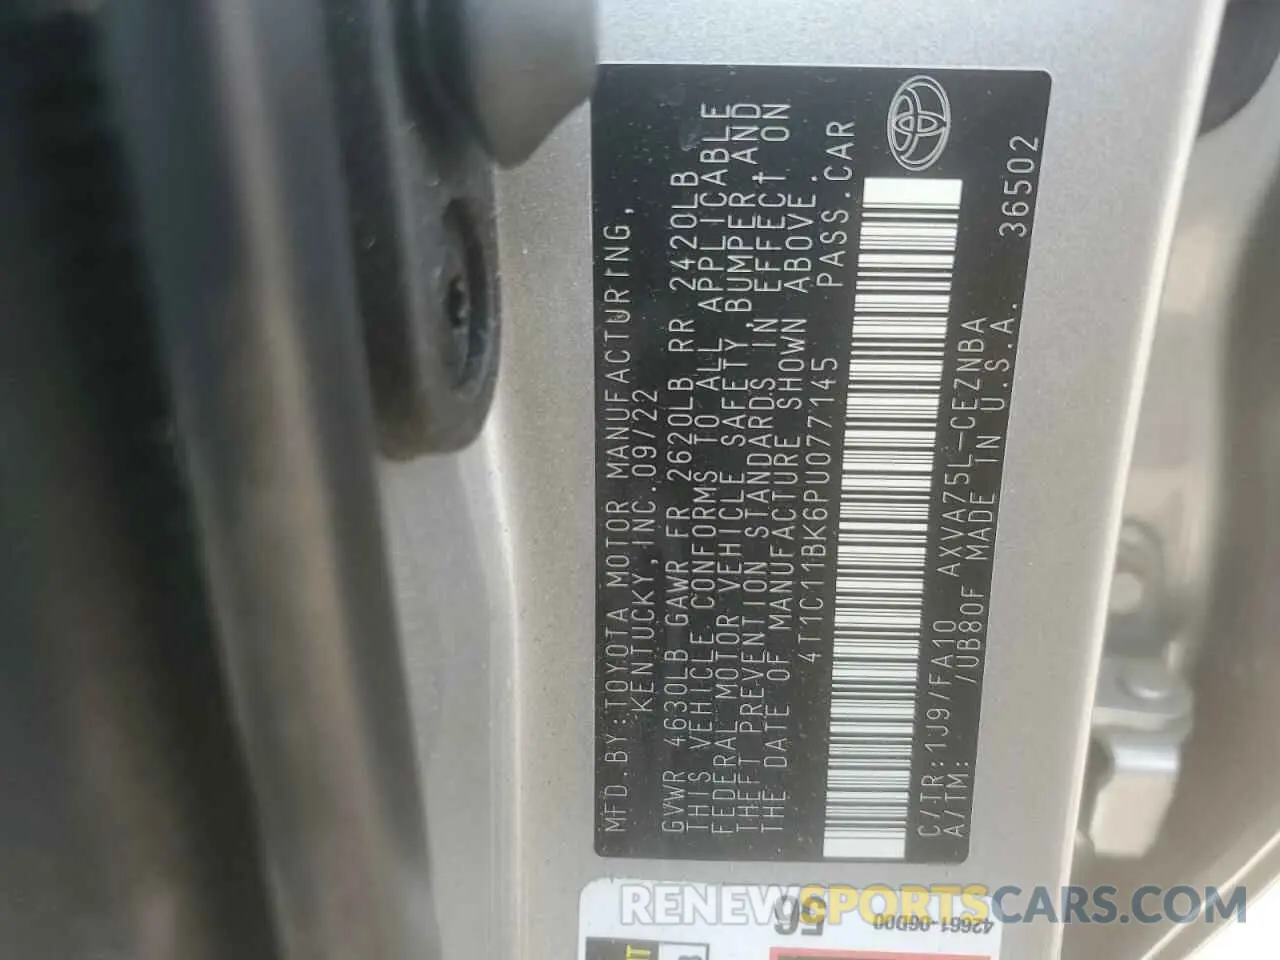 MFD.BY:TOYOTA MOTOR MANUFACTURING,
KENTUCKY,INC.09/22
GVWR 4630LB GAWR FR 2620LB RR 2420LB
THIS VEHICLE CONFORMS TO ALL APPLICABLE
FEDERAL MOTOR VEHICLE SAFETY,BUMPER,AND
THEFT PREVENTION STANDARDS IN EFFECT ON
THE DATE OF MANUFACTURE SHOWN ABOVE.
4T1C11BK6PU077145 PASS.CAR
C/TR:1J9/FA10 AXVA75L-CEZNBA
A/TM: /UB80F MADE IN U.S.A. 36502
42661-06D00
RENEWSPORTSCARS.COM